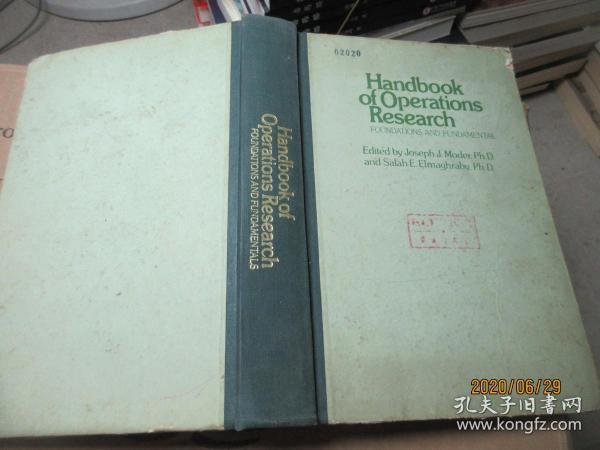 62020
Handbook
of Operations
Research
FOUNDATIONS AND FUNDAMENTAL
Edited by Joseph J. Moder, Ph.D.
and Salah E. Elmaghraby, Ph.D.
Handbook of
Operations Research
FOUNDATIONS AND FUNDAMENTALS
2020/06/29
孔夫子旧书网
www.kongfz.com